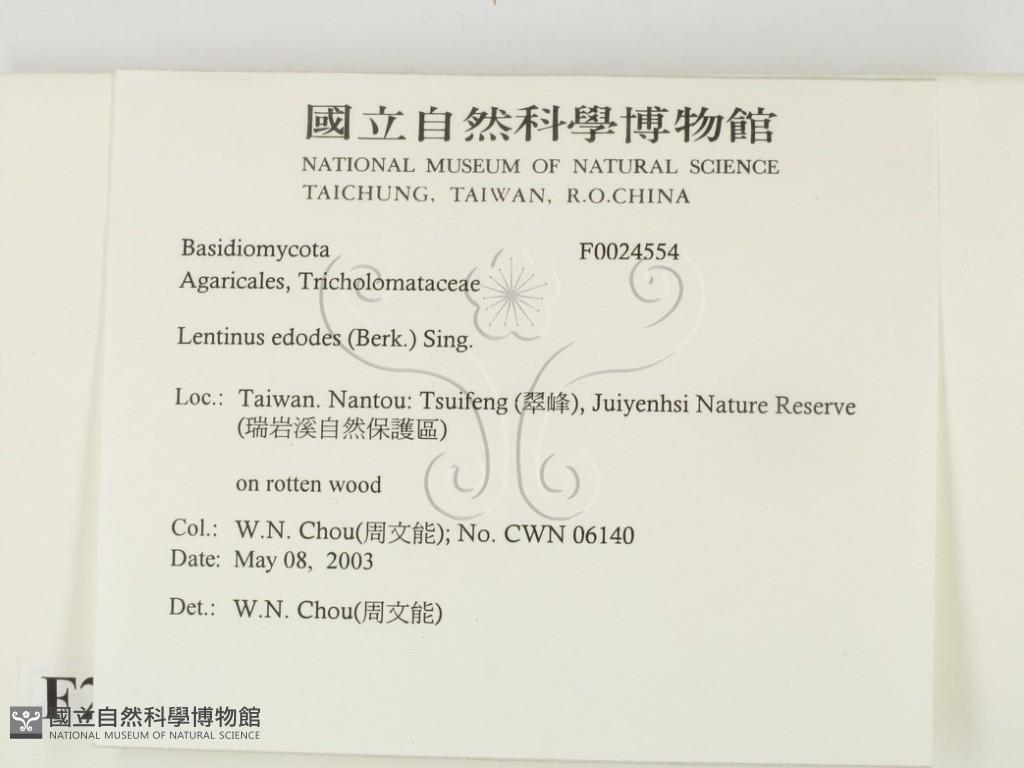 國立自然科學博物館
NATIONAL MUSEUM OF NATURAL SCIENCE
TAICHUNG, TAIWAN, R.O.CHINA
Basidiomycota F0024554
Agaricales, Tricholomataceae
Lentinus edodes (Berk.) Sing.
Loc.: Taiwan. Nantou: Tsuifeng (翠峰), Juiyenhsi Nature Reserve
(瑞岩溪自然保護區)
on rotten wood
Col.: W.N. Chou(周文能); No. CWN 06140
Date: May 08, 2003
Det.: W.N. Chou(周文能)
國立自然科學博物館
NATIONAL MUSEUM OF NATURAL SCIENCE